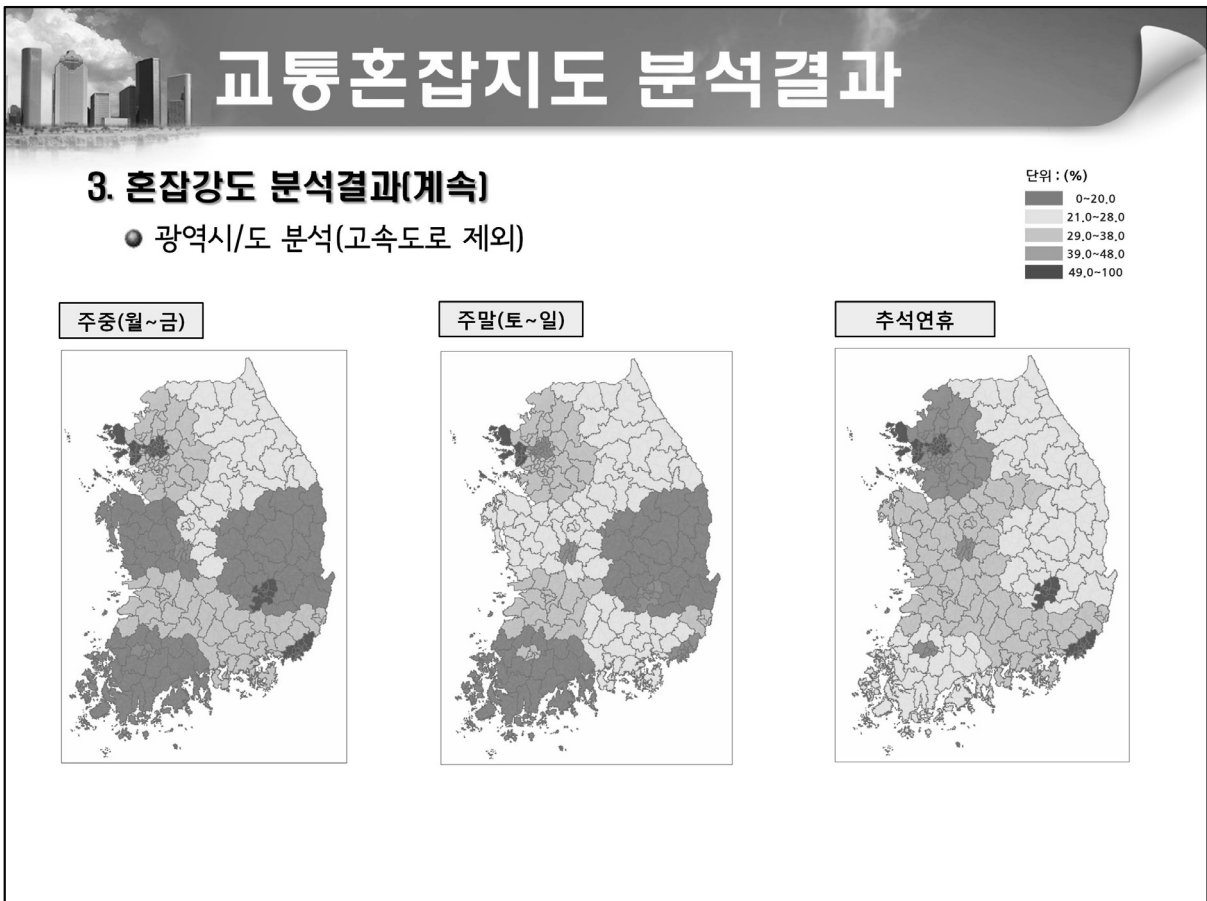 교통혼잡지도 분석결과
3. 혼잡강도 분석결과(계속)
광역시/도 분석(고속도로 제외)
단위 : (%)
0~20.0
21.0~28.0
29.0~38.0
39.0~48.0
49.0~100
주중(월~금)
주말(토~일)
추석연휴